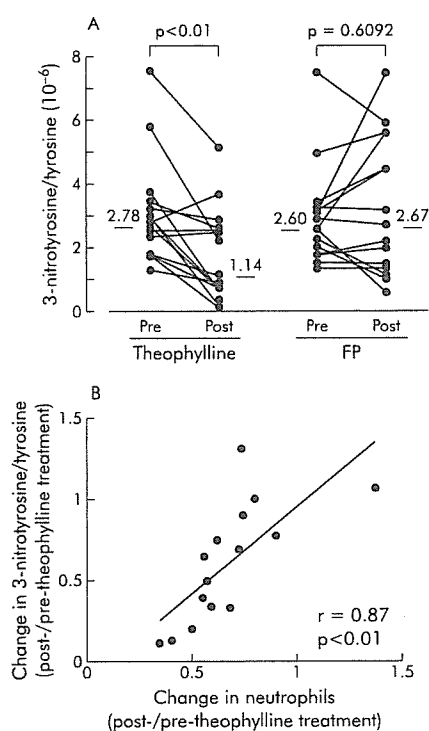 A
p<0.01
p = 0.6092
3-nitrotyrosine/tyrosine (10⁻⁶)
8
6
4
2
0
2.78
1.14
2.60
2.67
Pre
Post
Pre
Post
Theophylline
FP
B
Change in 3-nitrotyrosine/tyrosine
(post-/pre-theophylline treatment)
1.5
1
0.5
0
r = 0.87
p<0.01
0
0.5
1
1.5
Change in neutrophils
(post-/pre-theophylline treatment)